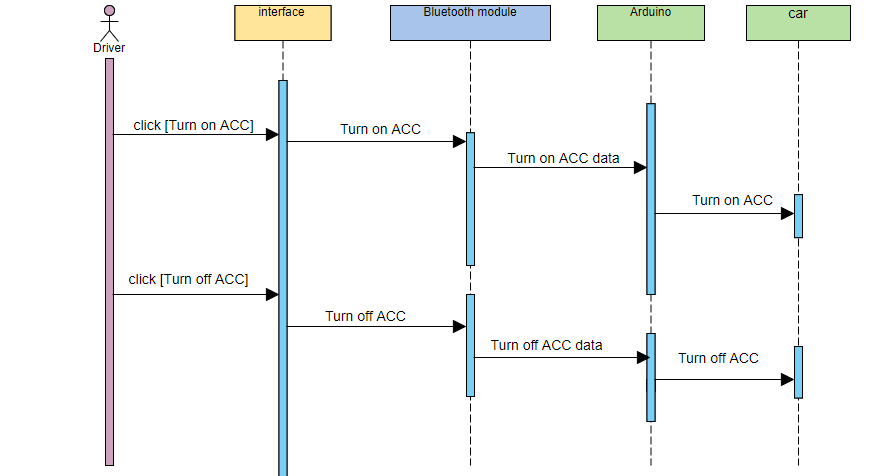 interface
Bluetooth module
Arduino
car
Driver
click [Turn on ACC]
Turn on ACC
Turn on ACC data
Turn on ACC
click [Turn off ACC]
Turn off ACC
Turn off ACC data
Turn off ACC